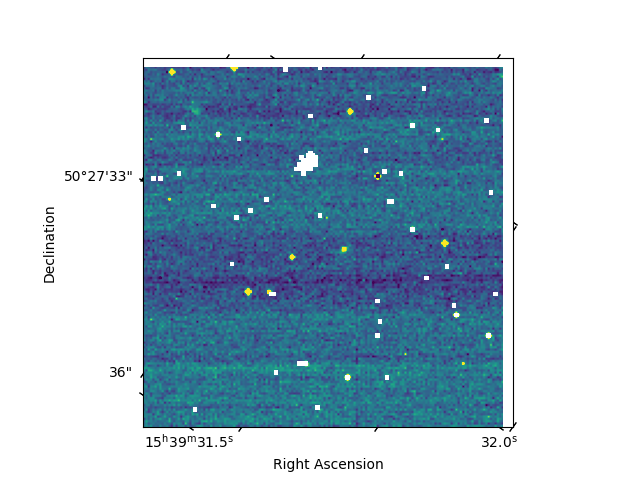 50°27'33"
Declination
36"
15ʰ39ᵐ31.5ˢ
32.0ˢ
Right Ascension